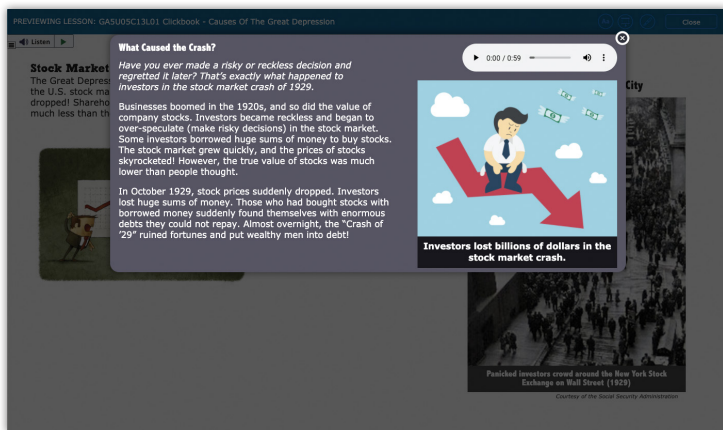 PREVIEWING LESSON: GA5U05C13L01 Clickbook - Causes Of The Great Depression
Close
Listen
Stock Market
The Great Depress
the U.S. stock ma
dropped! Shareho
much less than th
What Caused the Crash?
Have you ever made a risky or reckless decision and
regretted it later? That's exactly what happened to
investors in the stock market crash of 1929.
Businesses boomed in the 1920s, and so did the value of
company stocks. Investors became reckless and began to
over-speculate (make risky decisions) in the stock market.
Some investors borrowed huge sums of money to buy stocks.
The stock market grew quickly, and the prices of stocks
skyrocketed! However, the true value of stocks was much
lower than people thought.
In October 1929, stock prices suddenly dropped. Investors
lost huge sums of money. Those who had bought stocks with
borrowed money suddenly found themselves with enormous
debts they could not repay. Almost overnight, the “Crash of
’29” ruined fortunes and put wealthy men into debt!
0:00 / 0:59
Investors lost billions of dollars in the
stock market crash.
City
Panicked investors crowd around the New York Stock
Exchange on Wall Street (1929)
Courtesy of the Social Security Administration